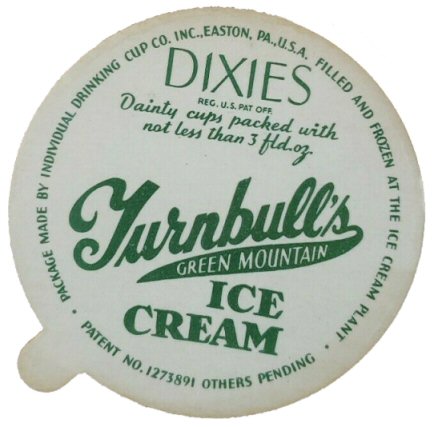 PACKAGE MADE BY INDIVIDUAL DRINKING CUP CO. INC., EASTON, PA., U.S.A. FILLED AND FROZEN AT THE ICE CREAM PLANT
DIXIES
REG. U.S. PAT OFF.
Dainty cups packed with
not less than 3 fld.oz.
Turnbull's
GREEN MOUNTAIN
ICE
CREAM
• PATENT NO. 1273891 OTHERS PENDING •